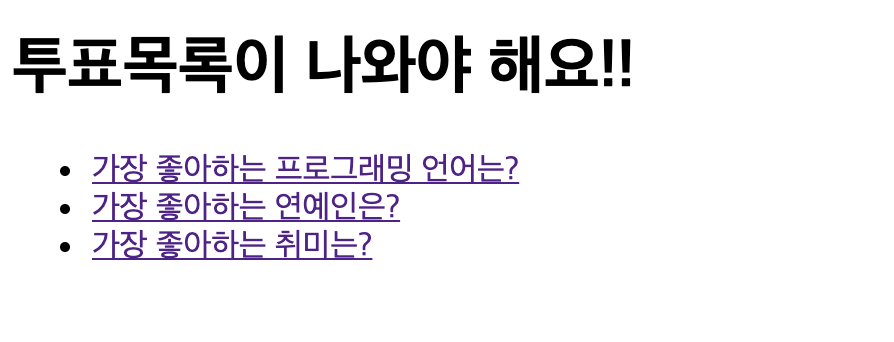 투표목록이 나와야 해요!!
가장 좋아하는 프로그래밍 언어는?
가장 좋아하는 연예인은?
가장 좋아하는 취미는?